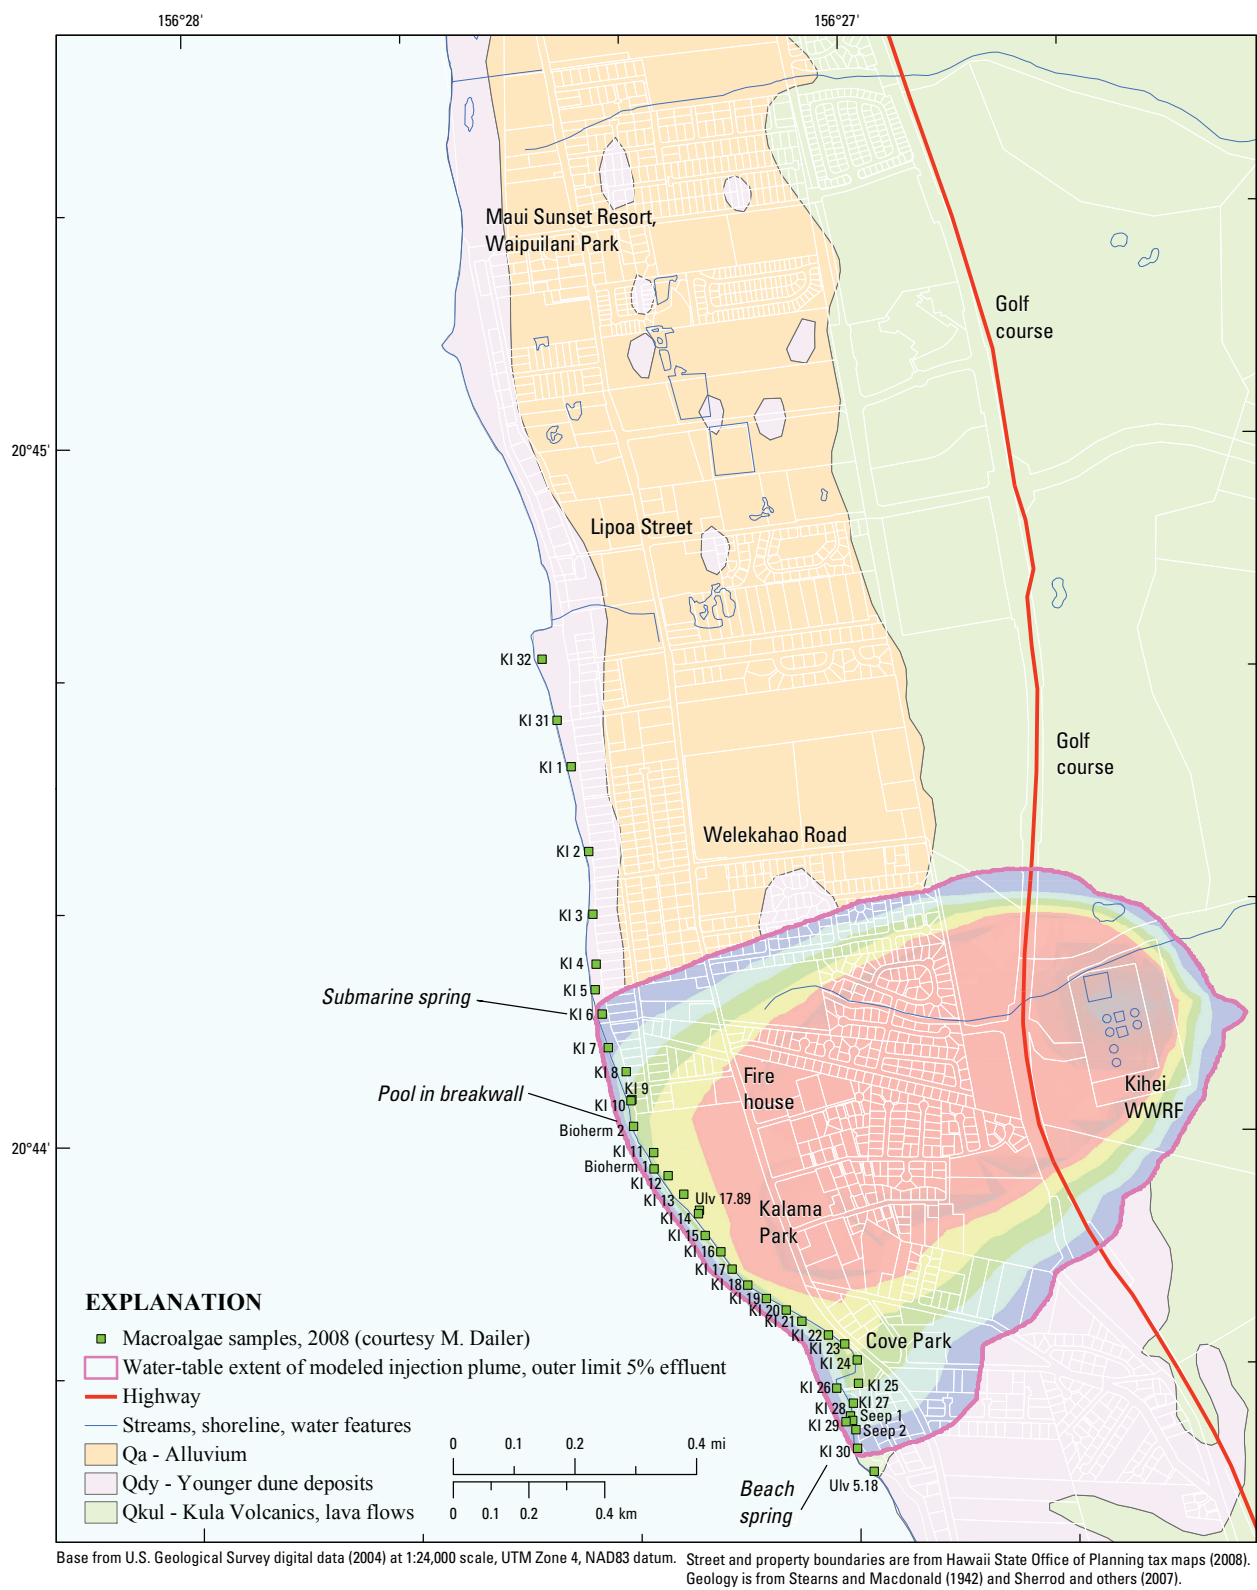 156°28'
156°27'
Maui Sunset Resort,
Waipuilani Park
Golf
course
20°45'
Lipoa Street
KI 32
KI 31
Golf
course
KI 1
Welekahao Road
KI 2
KI 3
KI 4
KI 5
Submarine spring
KI 6
KI 7
KI 8
Fire
house
Kihei
WWRF
KI 9
Pool in breakwall
KI 10
Bioherm 2
20°44'
KI 11
Bioherm 1
KI 12
KI 13
Ulv 17.89
Kalama
Park
KI 14
KI 15
KI 16
KI 17
KI 18
KI 19
KI 20
KI 21
KI 22
Cove Park
KI 23
KI 24
KI 25
KI 26
KI 27
KI 28
Seep 1
KI 29
Seep 2
KI 30
Ulv 5.18
Beach
spring
EXPLANATION
Macroalgae samples, 2008 (courtesy M. Dailer)
Water-table extent of modeled injection plume, outer limit 5% effluent
Highway
Streams, shoreline, water features
Qa - Alluvium
Qdy - Younger dune deposits
Qkul - Kula Volcanics, lava flows
0 0.1 0.2 0.4 mi
0 0.1 0.2 0.4 km
Base from U.S. Geological Survey digital data (2004) at 1:24,000 scale, UTM Zone 4, NAD83 datum.
Street and property boundaries are from Hawaii State Office of Planning tax maps (2008).
Geology is from Stearns and Macdonald (1942) and Sherrod and others (2007).